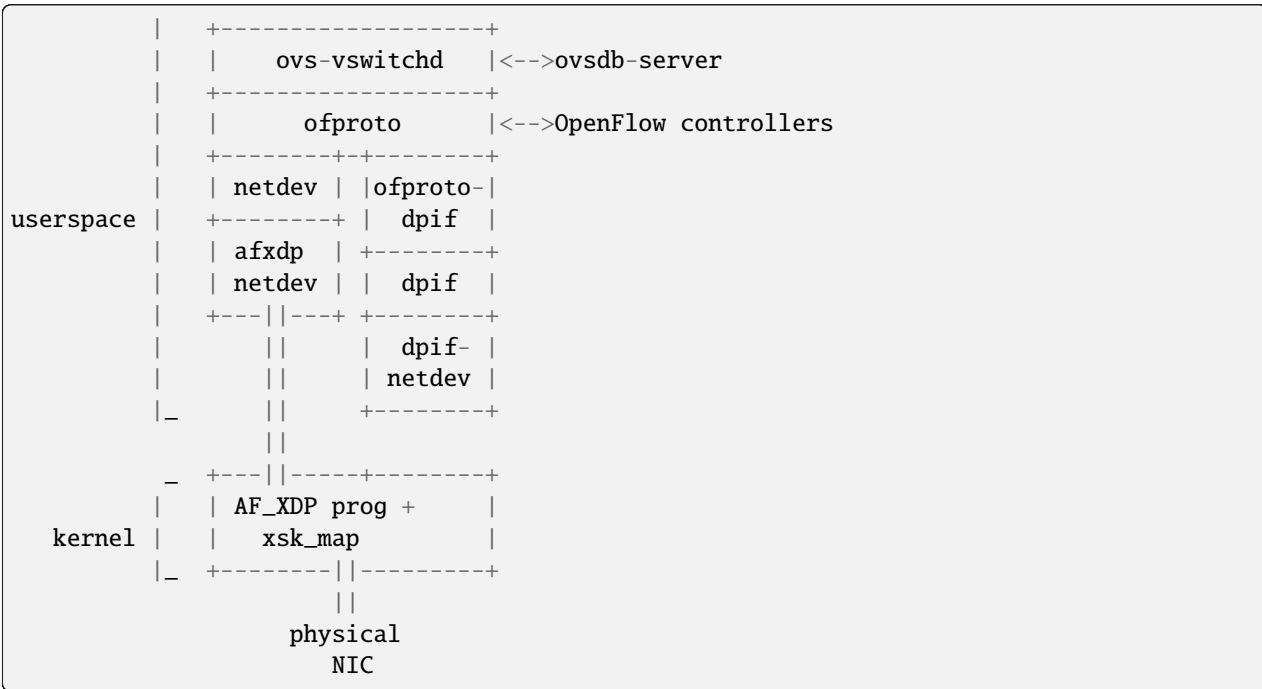 |   +-------------------+
          |   |    ovs-vswitchd   |<-->ovsdb-server
          |   +-------------------+
          |   |      ofproto      |<-->OpenFlow controllers
          |   +--------+-+--------+
          |   | netdev | |ofproto-|
userspace |   +--------+ |  dpif  |
          |   | afxdp  | +--------+
          |   | netdev | |  dpif  |
          |   +---||---+ +--------+
          |       ||     |  dpif- |
          |       ||     | netdev |
          |_      ||     +--------+
                  ||
           _  +---||-----+--------+
          |   | AF_XDP prog +     |
   kernel |   |   xsk_map         |
          |_  +--------||---------+
                       ||
                    physical
                       NIC